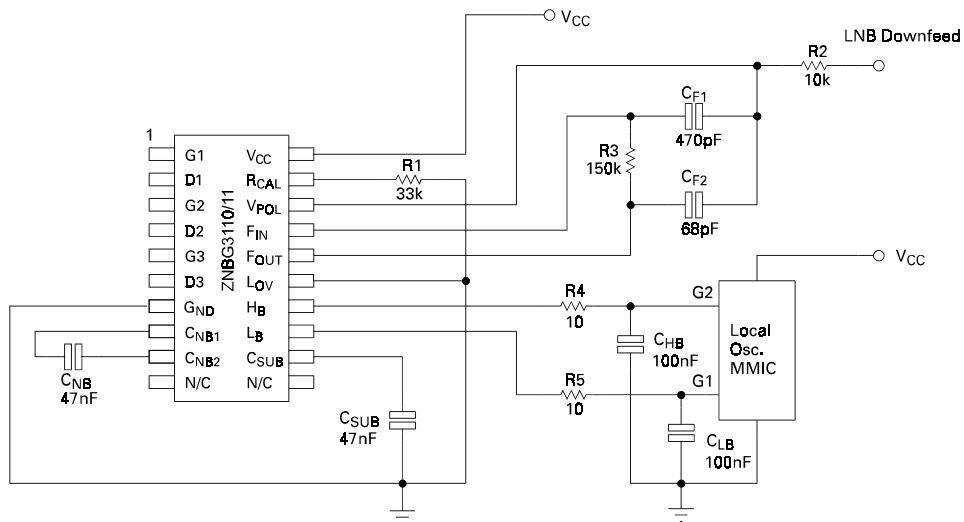 VCC
LNB Downfeed
R2
10k
CF1
470pF
R3
150k
CF2
68pF
1
G1 VCC
D1 RCAL
G2 VPOL
D2 FIN
G3 FOUT
D3 LOV
GND HB
CNB1 LB
CNB2 CSUB
N/C N/C
ZNBG3110/11
R1
33k
CNB
47nF
CSUB
47nF
R4
10
CHB
100nF
R5
10
CLB
100nF
VCC
G2
G1
Local
Osc.
MMIC